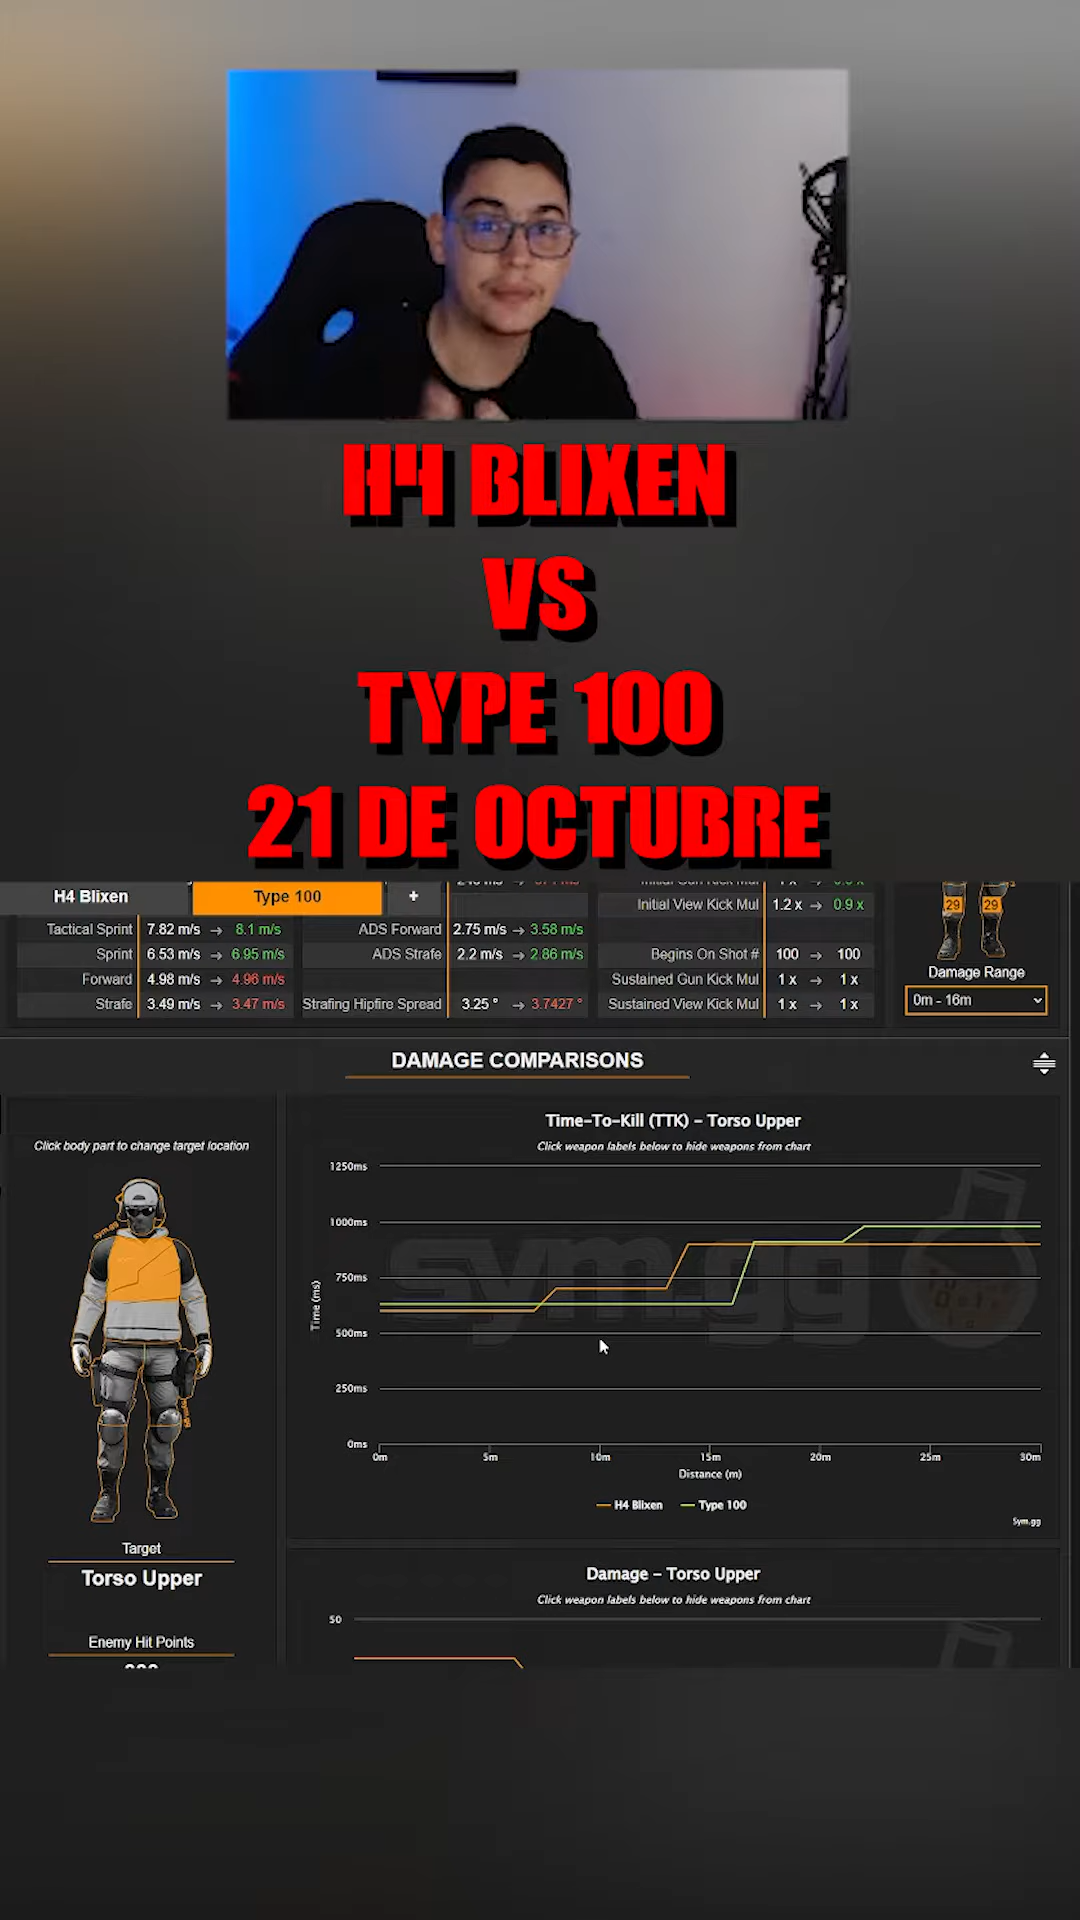 H4 BLIXEN
VS
TYPE 100
21 DE OCTUBRE
H4 Blixen Type 100 +
Tactical Sprint 7.82 m/s → 8.1 m/s
Sprint 6.53 m/s → 6.95 m/s
Forward 4.98 m/s → 4.96 m/s
Strafe 3.49 m/s → 3.47 m/s
ADS Forward 2.75 m/s → 3.58 m/s
ADS Strafe 2.2 m/s → 2.86 m/s
Strafing Hipfire Spread 3.25 ° → 3.7427 °
Initial View Kick Mul 1.2 x → 0.9 x
Begins On Shot # 100 → 100
Sustained Gun Kick Mul 1 x → 1 x
Sustained View Kick Mul 1 x → 1 x
29 29
Damage Range
0m - 16m
DAMAGE COMPARISONS
Click body part to change target location
sym.gg
Target
Torso Upper
Enemy Hit Points
Time-To-Kill (TTK) – Torso Upper
Click weapon labels below to hide weapons from chart
1250ms
1000ms
750ms
500ms
250ms
0ms
Time (ms)
sym.gg
0m 5m 10m 15m 20m 25m 30m
Distance (m)
H4 Blixen Type 100
Sym.gg
Damage – Torso Upper
Click weapon labels below to hide weapons from chart
50